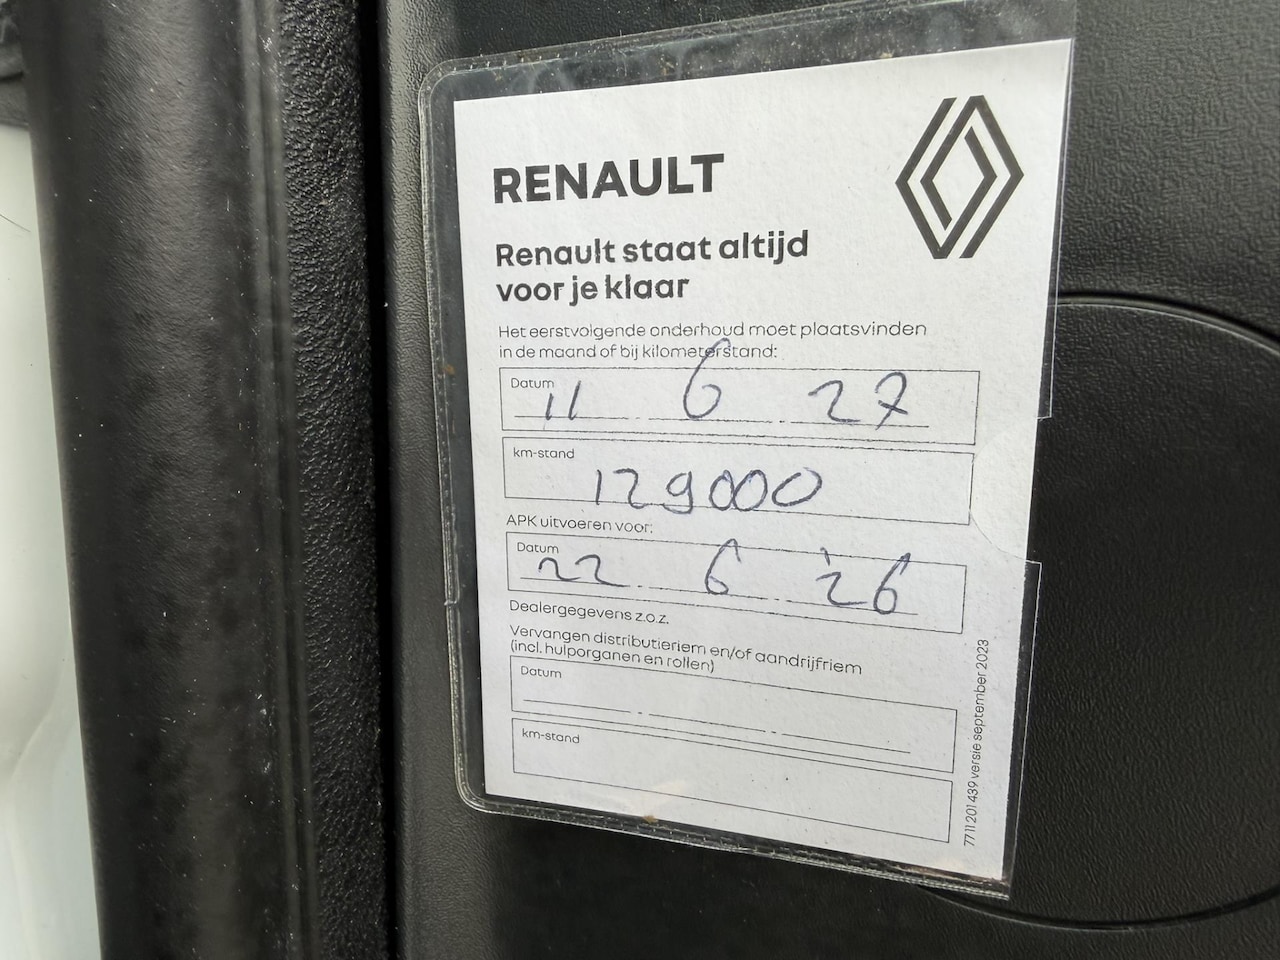 RENAULT
Renault staat altijd
voor je klaar
Het eerstvolgende onderhoud moet plaatsvinden
in de maand of bij kilometerstand:
Datum 11 6 27
km-stand 129000
APK uitvoeren voor:
Datum 22 6 '26
Dealergegevens z.o.z.
Vervangen distributieriem en/of aandrijfriem
(incl. hulporganen en rollen)
Datum
km-stand
77 11 201 439 versie september 2023